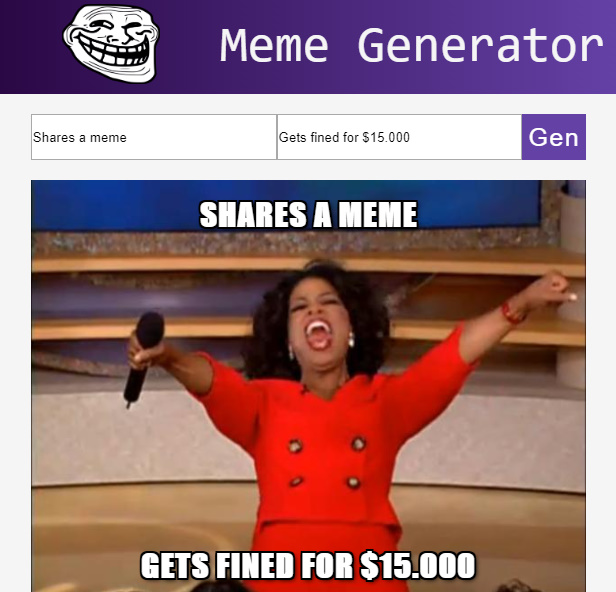 Meme Generator
Shares a meme
Gets fined for $15.000
Gen
SHARES A MEME
GETS FINED FOR $15.000